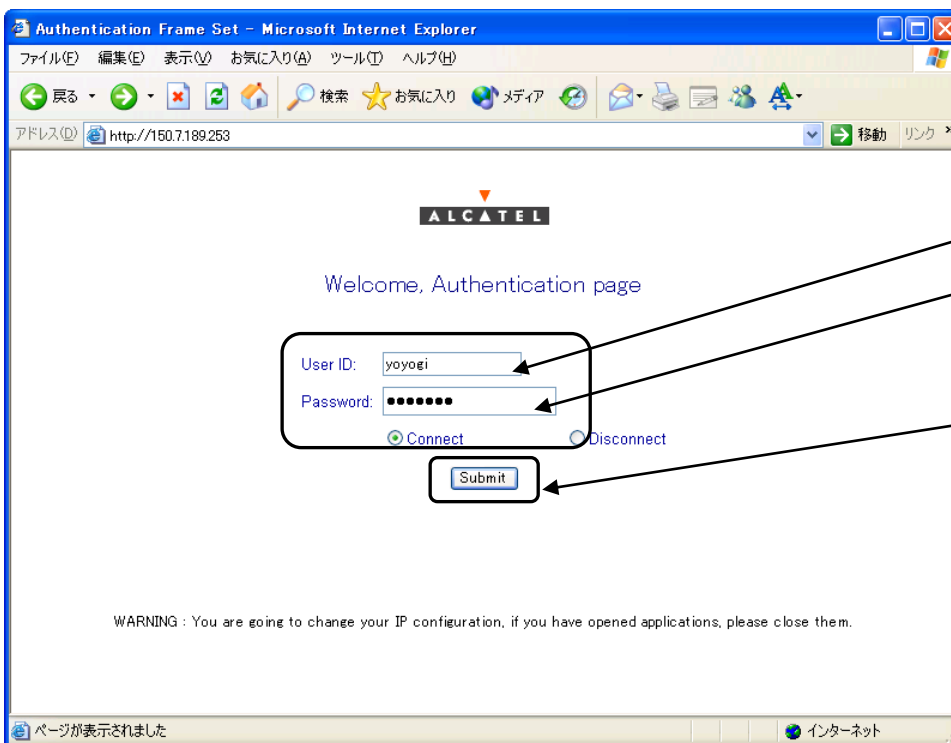 Authentication Frame Set - Microsoft Internet Explorer
ファイル(F) 編集(E) 表示(V) お気に入り(A) ツール(T) ヘルプ(H)
戻る 検索 お気に入り メディア
アドレス(D) http://150.7.189.253 移動 リンク »
ALCATEL
Welcome, Authentication page
User ID: yoyogi
Password: ●●●●●●●
Connect Disconnect
Submit
WARNING : You are going to change your IP configuration, if you have opened applications, please close them.
ページが表示されました インターネット